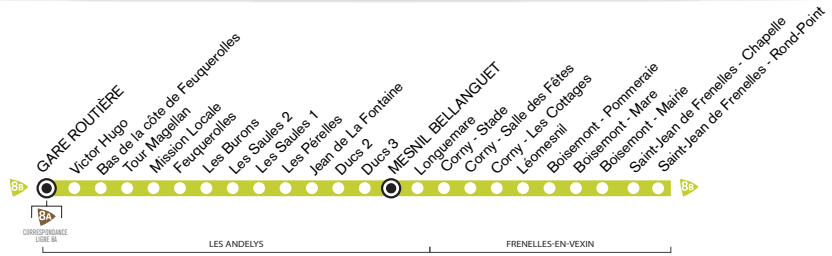 GARE ROUTIÈRE
Victor Hugo
Bas de la côte de Feuquerolles
Tour Magellan
Mission Locale
Feuquerolles
Les Burons
Les Saules 2
Les Saules 1
Les Pérelles
Jean de La Fontaine
Ducs 2
Ducs 3
MESNIL BELLANGUET
Longuemare
Corny - Stade
Corny - Salle des Fêtes
Corny - Les Cottages
Léomesnil
Boisemont - Pommeraie
Boisemont - Mare
Boisemont - Mairie
Saint-Jean de Frenelles - Chapelle
Saint-Jean de Frenelles - Rond-Point
8B
8B
8A
CORRESPONDANCE
LIGNE 8A
LES ANDELYS
FRENELLES-EN-VEXIN